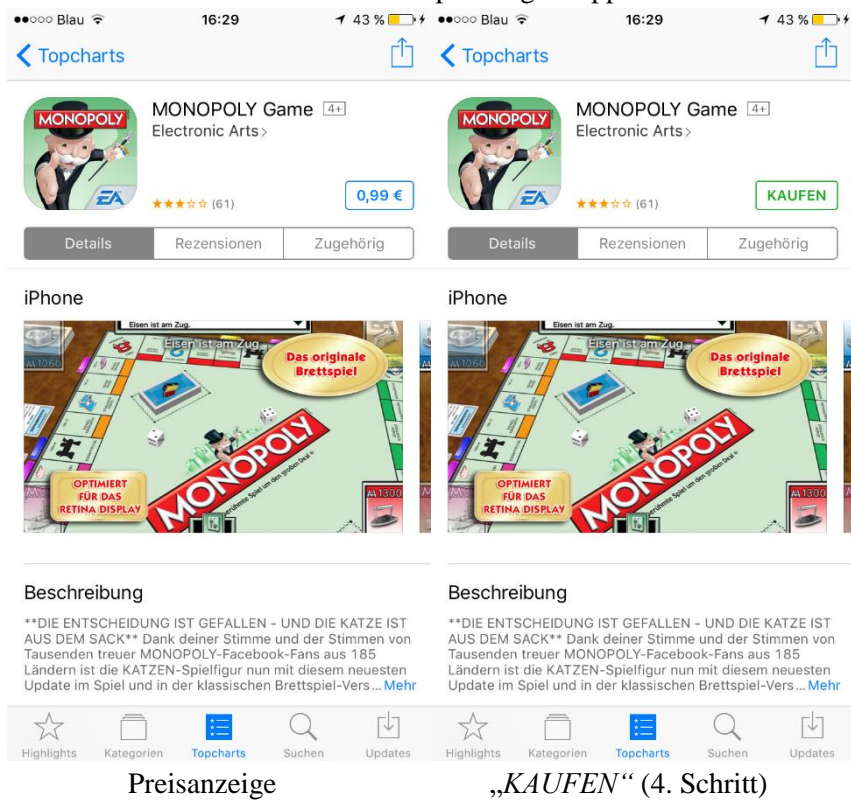 ●●○○○ Blau 16:29 43 %
Topcharts
MONOPOLY
EA
MONOPOLY Game 4+
Electronic Arts >
★★★☆☆ (61)
0,99 €
Details Rezensionen Zugehörig
iPhone
Eisen ist am Zug.
Eisen ist am Zug
Das originale
Brettspiel
M1060
MONOPOLY
OPTIMIERT
FÜR DAS
RETINA DISPLAY
M1300
Beschreibung
**DIE ENTSCHEIDUNG IST GEFALLEN - UND DIE KATZE IST
AUS DEM SACK** Dank deiner Stimme und der Stimmen von
Tausenden treuer MONOPOLY-Facebook-Fans aus 185
Ländern ist die KATZEN-Spielfigur nun mit diesem neuesten
Update im Spiel und in der klassischen Brettspiel-Vers... Mehr
Highlights Kategorien Topcharts Suchen Updates
Preisanzeige
●●○○○ Blau 16:29 43 %
Topcharts
MONOPOLY
EA
MONOPOLY Game 4+
Electronic Arts >
★★★☆☆ (61)
KAUFEN
Details Rezensionen Zugehörig
iPhone
Eisen ist am Zug.
Eisen ist am Zug
Das originale
Brettspiel
M1060
MONOPOLY
OPTIMIERT
FÜR DAS
RETINA DISPLAY
M1300
Beschreibung
**DIE ENTSCHEIDUNG IST GEFALLEN - UND DIE KATZE IST
AUS DEM SACK** Dank deiner Stimme und der Stimmen von
Tausenden treuer MONOPOLY-Facebook-Fans aus 185
Ländern ist die KATZEN-Spielfigur nun mit diesem neuesten
Update im Spiel und in der klassischen Brettspiel-Vers... Mehr
Highlights Kategorien Topcharts Suchen Updates
„KAUFEN“ (4. Schritt)